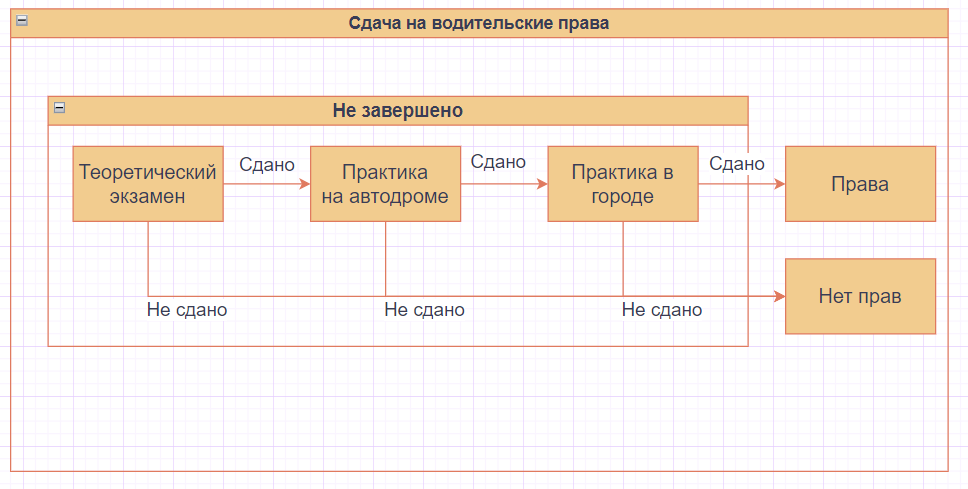 Сдача на водительские права
Не завершено
Теоретический
экзамен
Сдано
Практика
на автодроме
Сдано
Практика в
городе
Сдано
Права
Не сдано
Не сдано
Не сдано
Нет прав